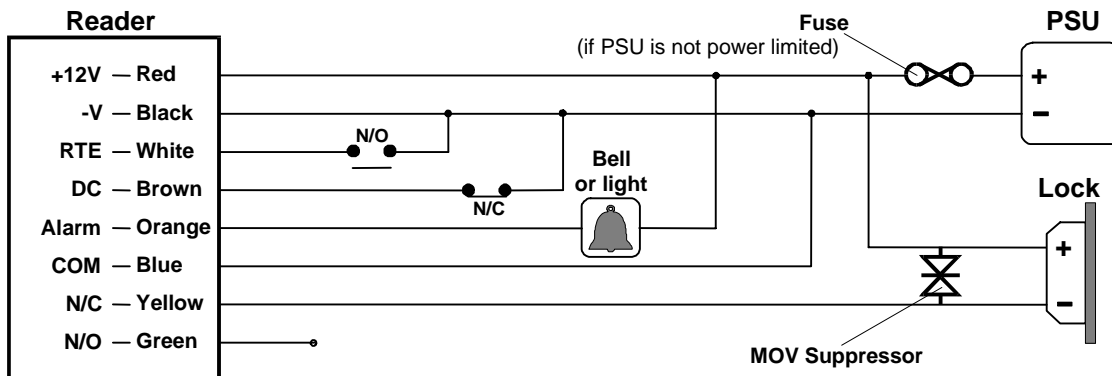 Reader
Fuse
PSU
(if PSU is not power limited)
+12V — Red
+
-V — Black
–
N/O
RTE — White
Bell
or light
DC — Brown
N/C
Lock
Alarm — Orange
+
COM — Blue
N/C — Yellow
–
N/O — Green
MOV Suppressor